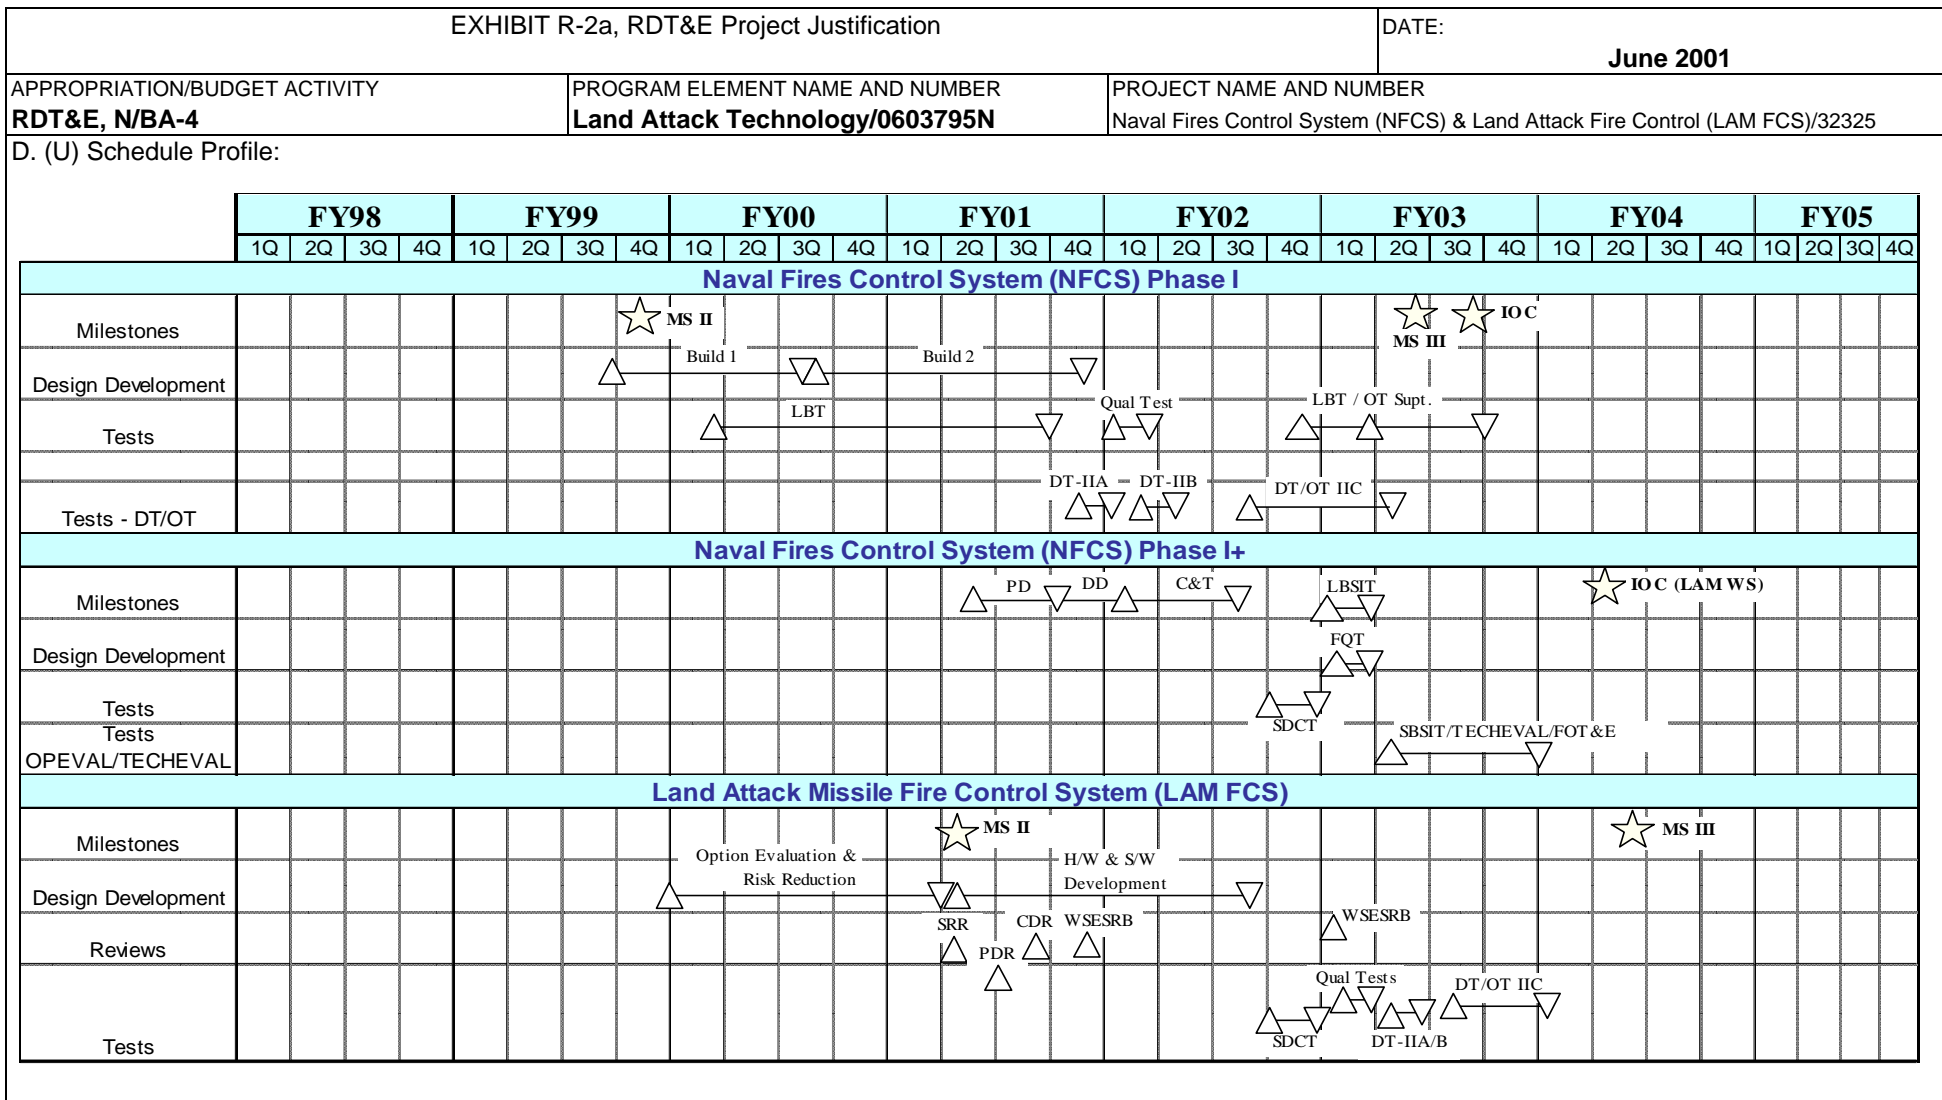 EXHIBIT R-2a, RDT&E Project Justification
DATE:
June 2001
APPROPRIATION/BUDGET ACTIVITY
RDT&E, N/BA-4
PROGRAM ELEMENT NAME AND NUMBER
Land Attack Technology/0603795N
PROJECT NAME AND NUMBER
Naval Fires Control System (NFCS) & Land Attack Fire Control (LAM FCS)/32325
D. (U) Schedule Profile:
FY98 FY99 FY00 FY01 FY02 FY03 FY04 FY05
1Q 2Q 3Q 4Q 1Q 2Q 3Q 4Q 1Q 2Q 3Q 4Q 1Q 2Q 3Q 4Q 1Q 2Q 3Q 4Q 1Q 2Q 3Q 4Q 1Q 2Q 3Q 4Q 1Q 2Q 3Q 4Q
Naval Fires Control System (NFCS) Phase I
Milestones
MS II
MS III
IOC
Design Development
Build 1
Build 2
Tests
LBT
Qual Test
LBT / OT Supt.
Tests - DT/OT
DT-IIA
DT-IIB
DT/OT IIC
Naval Fires Control System (NFCS) Phase I+
Milestones
PD
DD
C&T
LBSIT
IOC (LAM WS)
Design Development
FQT
Tests
SDCT
Tests
OPEVAL/TECHEVAL
SBSIT/TECHEVAL/FOT&E
Land Attack Missile Fire Control System (LAM FCS)
Milestones
MS II
MS III
Design Development
Option Evaluation &
Risk Reduction
H/W & S/W
Development
Reviews
SRR
PDR
CDR
WSESRB
WSESRB
Tests
SDCT
Qual Tests
DT-IIA/B
DT/OT IIC